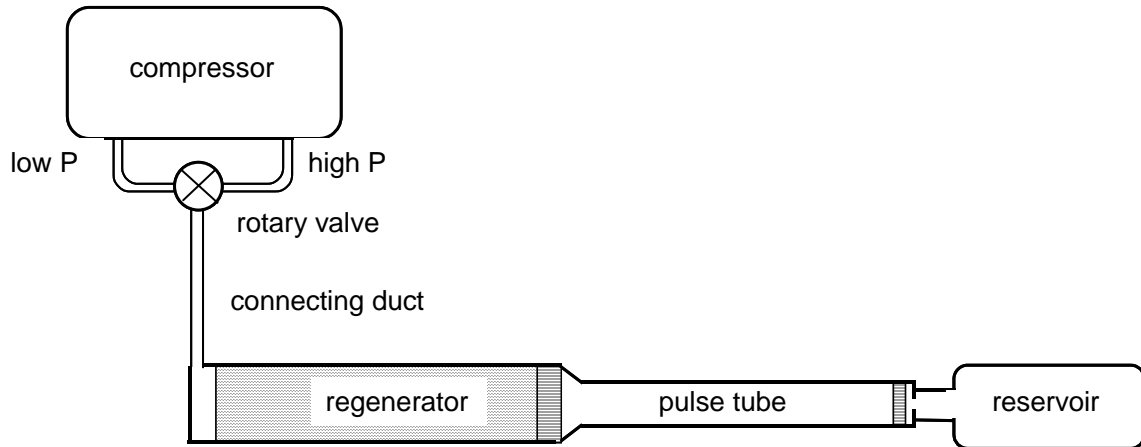 compressor
low P
high P
rotary valve
connecting duct
regenerator
pulse tube
reservoir